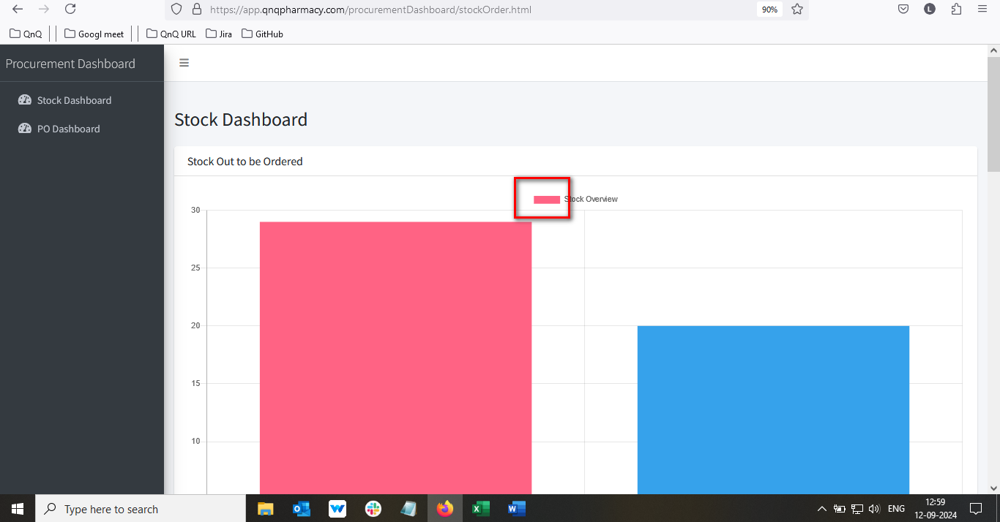 https://app.qnqpharmacy.com/procurementDashboard/stockOrder.html
90%
L
QnQ
Googl meet
QnQ URL
Jira
GitHub
Procurement Dashboard
Stock Dashboard
PO Dashboard
Stock Dashboard
Stock Out to be Ordered
Stock Overview
30
25
20
15
10
Type here to search
ENG
12:59
12-09-2024